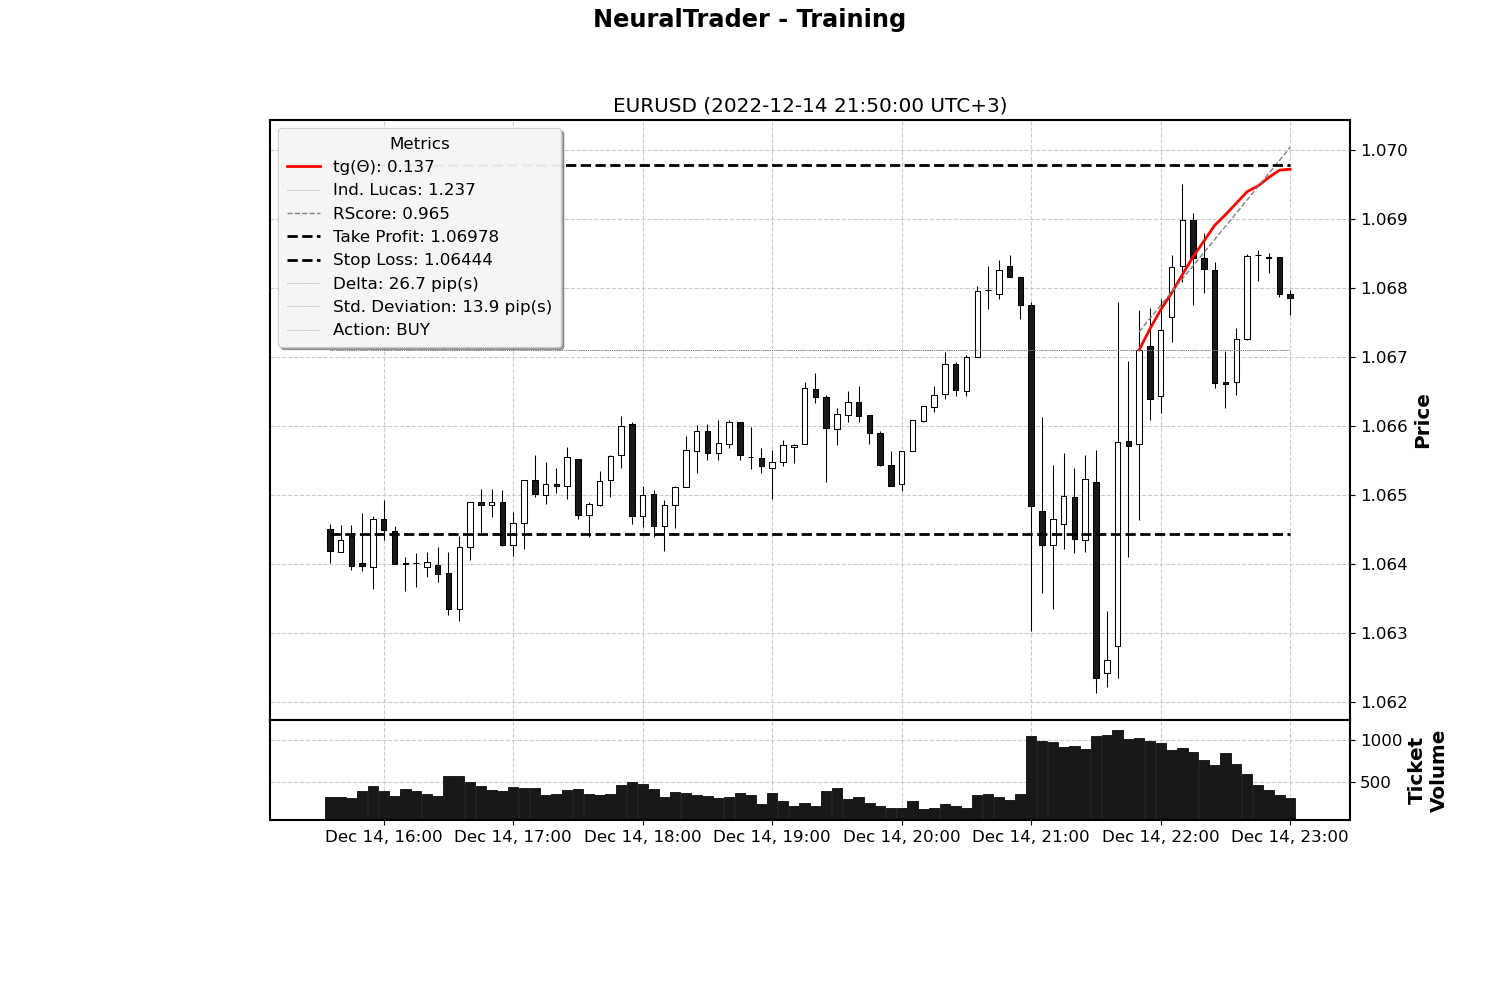 NeuralTrader - Training
EURUSD (2022-12-14 21:50:00 UTC+3)
Metrics
tg(Θ): 0.137
Ind. Lucas: 1.237
RScore: 0.965
Take Profit: 1.06978
Stop Loss: 1.06444
Delta: 26.7 pip(s)
Std. Deviation: 13.9 pip(s)
Action: BUY
1.070
1.069
1.068
1.067
1.066
1.065
1.064
1.063
1.062
Price
1000
500
Ticket
Volume
Dec 14, 16:00
Dec 14, 17:00
Dec 14, 18:00
Dec 14, 19:00
Dec 14, 20:00
Dec 14, 21:00
Dec 14, 22:00
Dec 14, 23:00